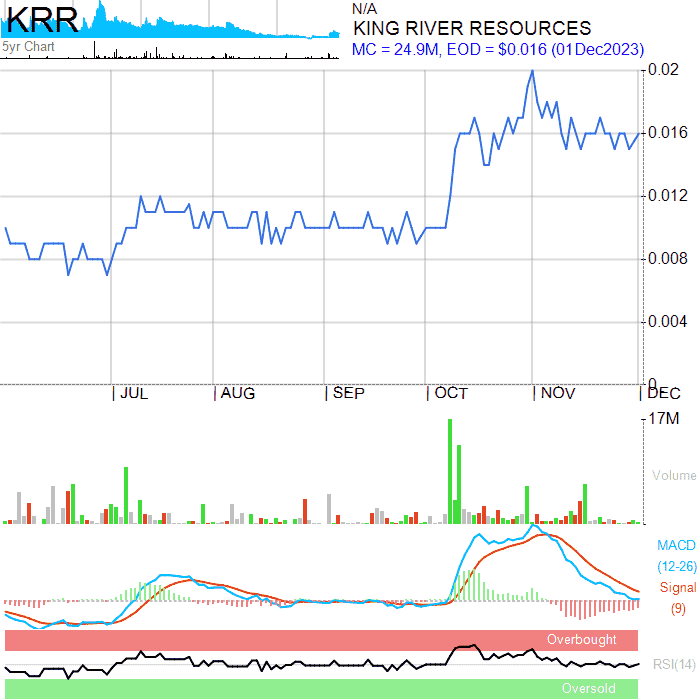 KRR
5yr Chart
N/A
KING RIVER RESOURCES
MC = 24.9M, EOD = $0.016 (01Dec2023)
0.02
0.016
0.012
0.008
0.004
0
JUL AUG SEP OCT NOV DEC
17M
Volume
MACD
(12-26)
Signal
(9)
Overbought
RSI(14)
Oversold